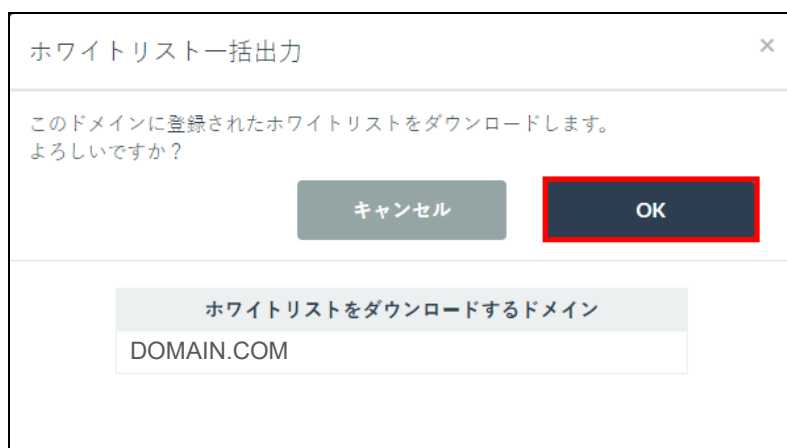 ホワイトリスト一括出力
×
このドメインに登録されたホワイトリストをダウンロードします。
よろしいですか？
キャンセル
OK
ホワイトリストをダウンロードするドメイン
DOMAIN.COM